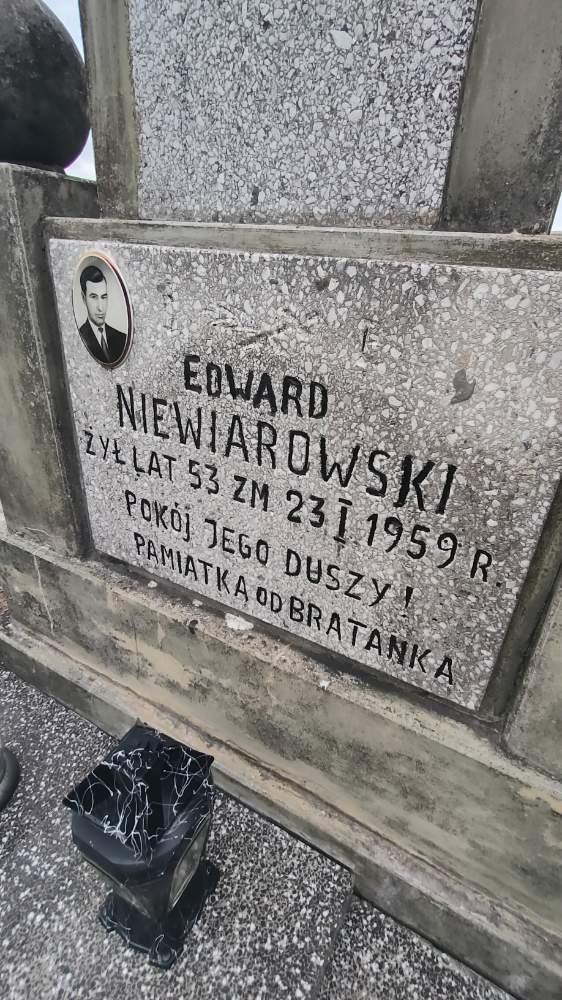 EDWARD
NIEWIAROWSKI
ŻYŁ LAT 53 ZM 23 I 1959 R.
POKÓJ JEGO DUSZY!
PAMIATKA OD BRATANKA